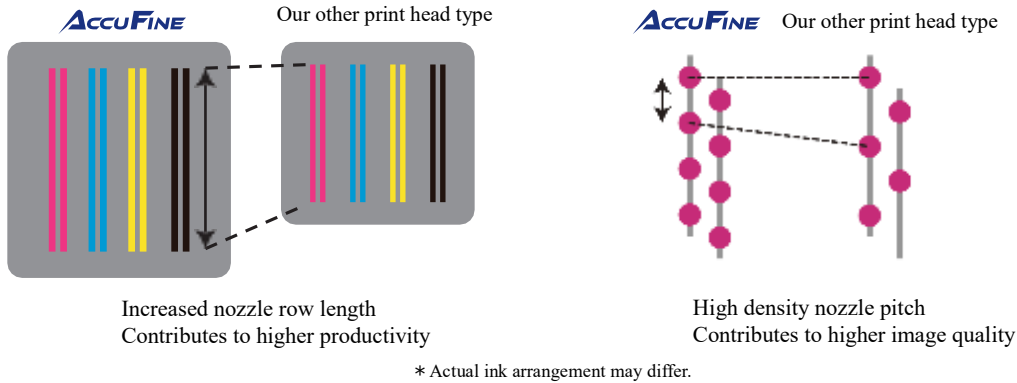 ACCUFINE
Our other print head type
Increased nozzle row length
Contributes to higher productivity
ACCUFINE
Our other print head type
High density nozzle pitch
Contributes to higher image quality
* Actual ink arrangement may differ.